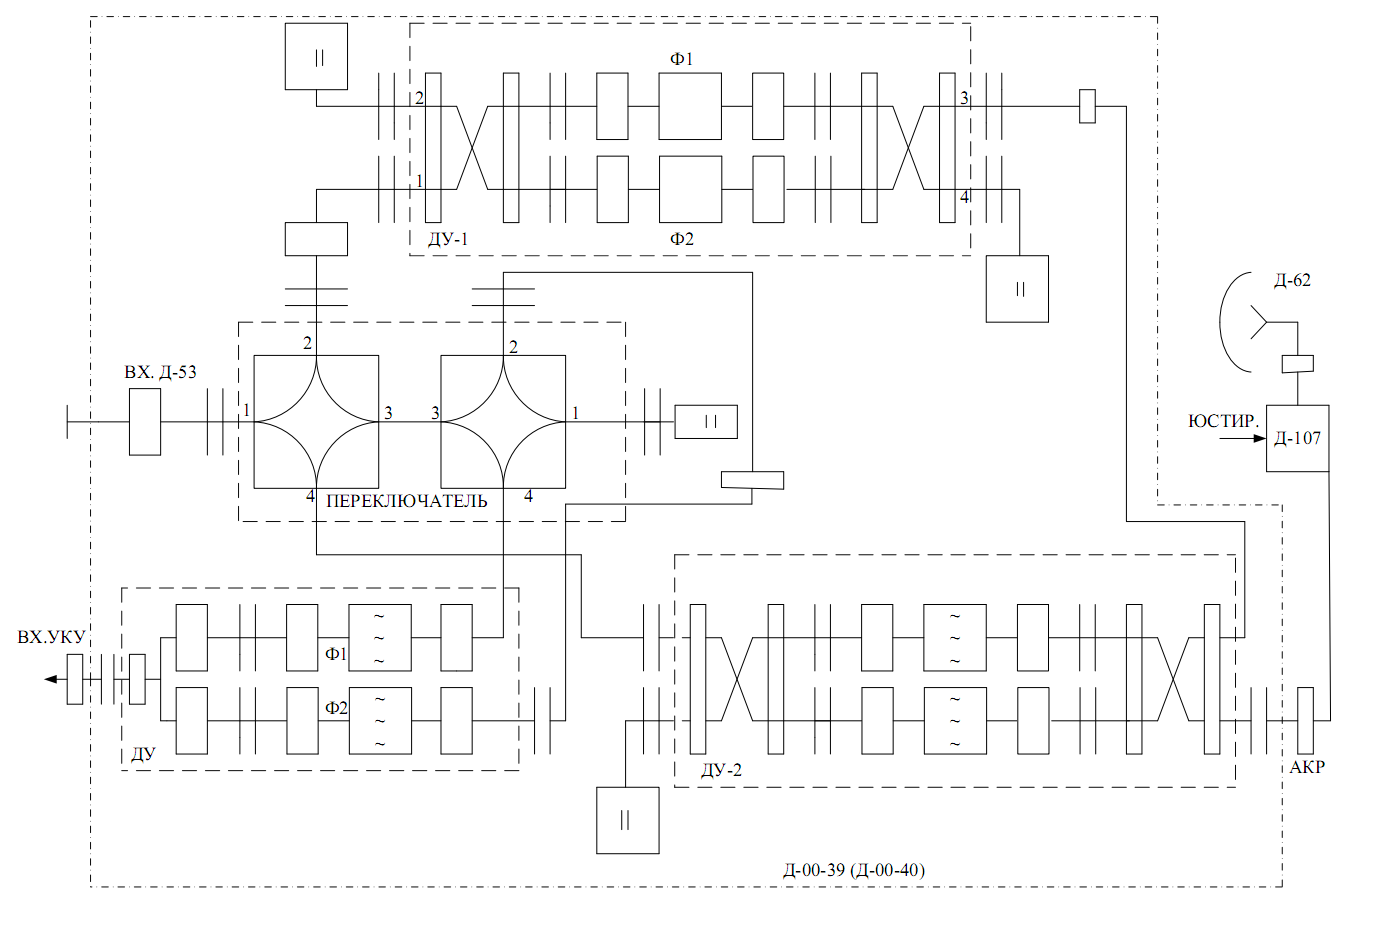 Ф1
2
3
1
4
ДУ-1
Ф2
Д-62
2
2
ВХ. Д-53
1
3
3
1
ЮСТИР.
Д-107
4
ПЕРЕКЛЮЧАТЕЛЬ
4
~
~
~
~
~
~
ВХ.УКУ
Ф1
Ф2
~
~
~
~
~
~
ДУ
ДУ-2
АКР
Д-00-39 (Д-00-40)